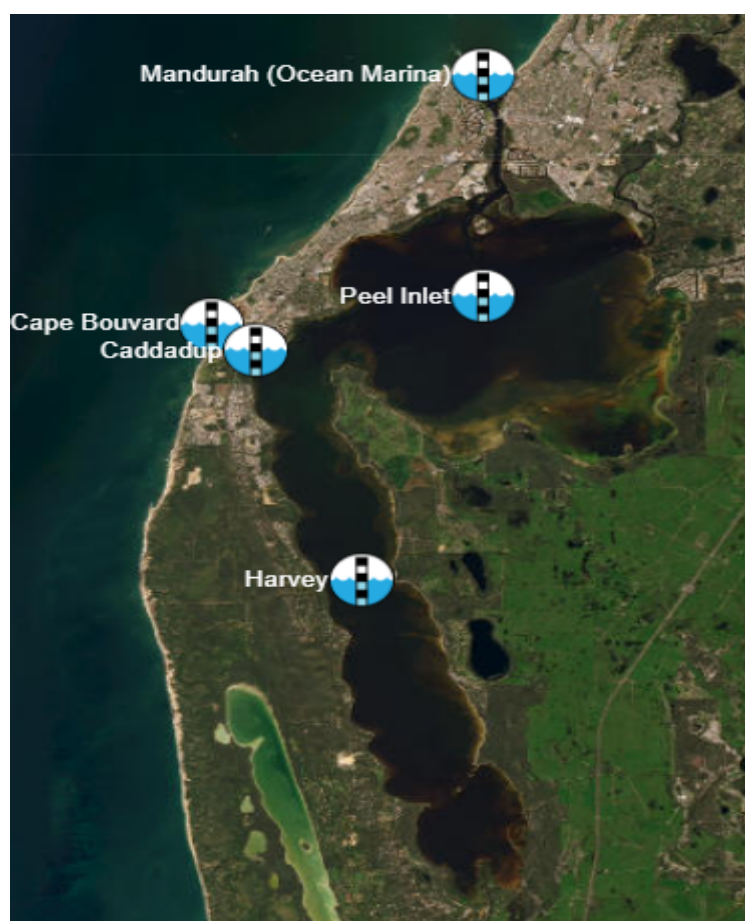 Mandurah (Ocean Marina)
Peel Inlet
Cape Bouvard
Caddadup
Harvey